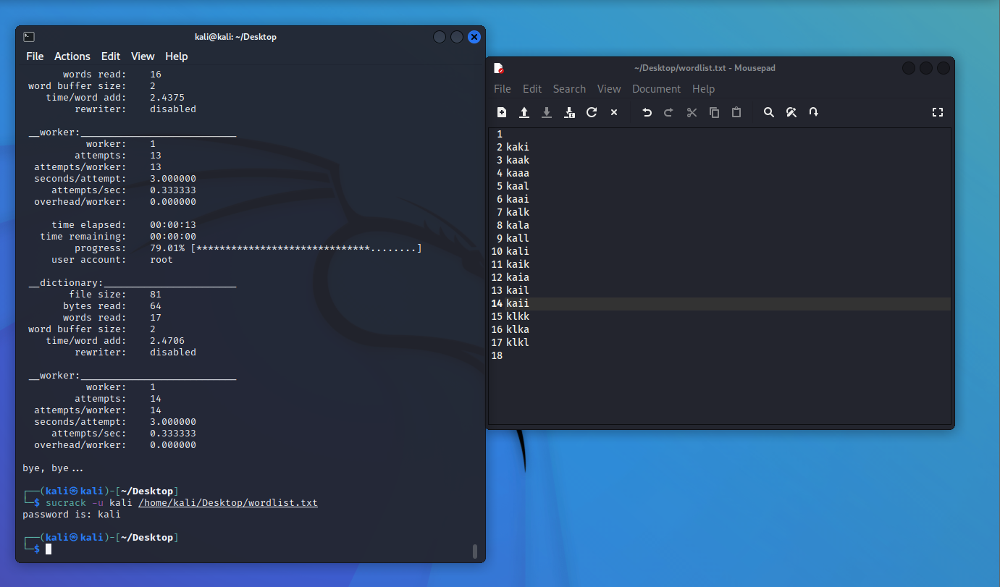 kali@kali: ~/Desktop
File Actions Edit View Help
words read: 16
word buffer size: 2
time/word add: 2.4375
rewriter: disabled
__worker:___________________________
worker: 1
attempts: 13
attempts/worker: 13
seconds/attempt: 3.000000
attempts/sec: 0.333333
overhead/worker: 0.000000
time elapsed: 00:00:13
time remaining: 00:00:00
progress: 79.01% [******************************........]
user account: root
__dictionary:_______________________
file size: 81
bytes read: 64
words read: 17
word buffer size: 2
time/word add: 2.4706
rewriter: disabled
__worker:___________________________
worker: 1
attempts: 14
attempts/worker: 14
seconds/attempt: 3.000000
attempts/sec: 0.333333
overhead/worker: 0.000000
bye, bye...
┌──(kali㉿kali)-[~/Desktop]
└─$ sucrack -u kali /home/kali/Desktop/wordlist.txt
password is: kali
┌──(kali㉿kali)-[~/Desktop]
└─$
~/Desktop/wordlist.txt - Mousepad
File Edit Search View Document Help
1
2 kaki
3 kaak
4 kaaa
5 kaal
6 kaai
7 kalk
8 kala
9 kall
10 kali
11 kaik
12 kaia
13 kail
14 kaii
15 klkk
16 klka
17 klkl
18